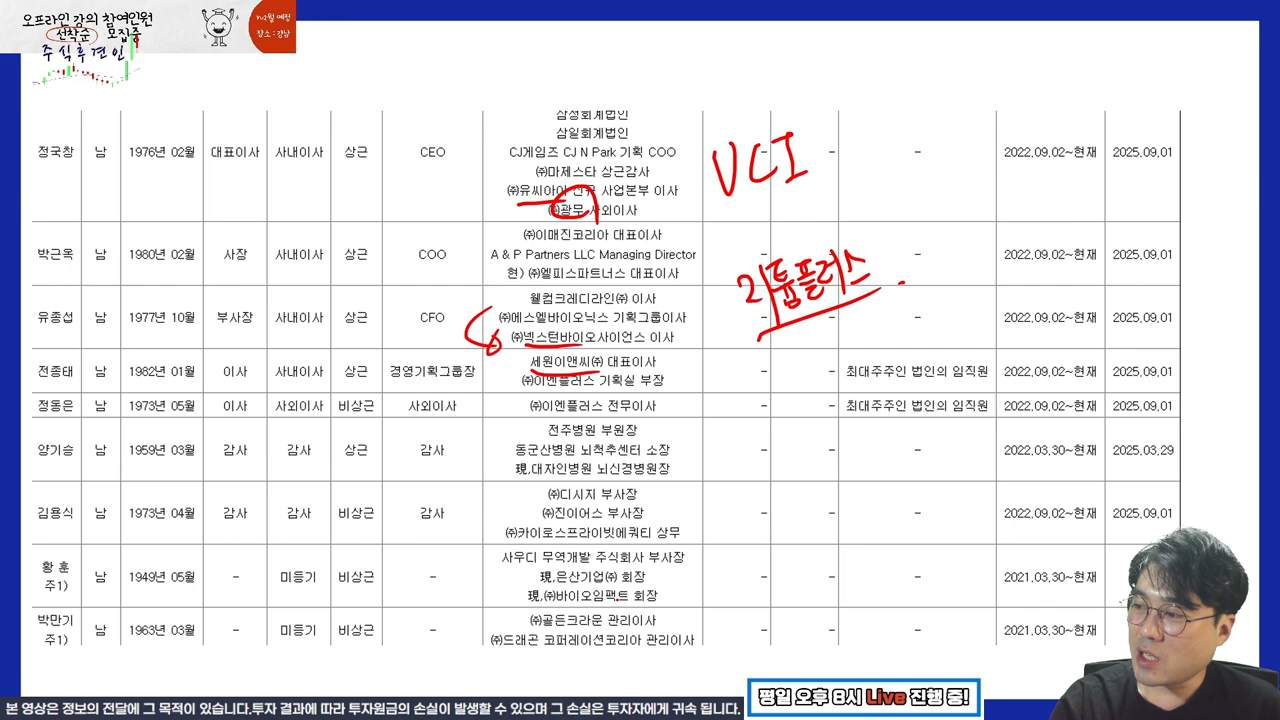 오프라인 강의 참여인원
선착순 모집중
주식후견인
11/12월 예정
장소 : 강남
삼정회계법인
삼일회계법인
정국창 남 1976년 02월 대표이사 사내이사 상근 CEO CJ게임즈 CJ N Park 기획 COO - - - 2022.09.02~현재 2025.09.01
㈜마제스타 상근감사
㈜유씨아이 신규 사업본부 이사
㈜광무 사외이사
VCI
㈜이매진코리아 대표이사
박근옥 남 1980년 02월 사장 사내이사 상근 COO A & P Partners LLC Managing Director - - - 2022.09.02~현재 2025.09.01
현) ㈜엘피스파트너스 대표이사
리튬플러스
웰컴크레디라인㈜ 이사
유종섭 남 1977년 10월 부사장 사내이사 상근 CFO ㈜에스엘바이오닉스 기획그룹이사 - - - 2022.09.02~현재 2025.09.01
㈜넥스턴바이오사이언스 이사
세원이앤씨㈜ 대표이사
전종태 남 1982년 01월 이사 사내이사 상근 경영기획그룹장 - - 최대주주인 법인의 임직원 2022.09.02~현재 2025.09.01
㈜이엔플러스 기획실 부장
정동은 남 1973년 05월 이사 사외이사 비상근 사외이사 ㈜이엔플러스 전무이사 - - 최대주주인 법인의 임직원 2022.09.02~현재 2025.09.01
전주병원 부원장
양기승 남 1959년 03월 감사 감사 상근 감사 동군산병원 뇌척추센터 소장 - - - 2022.03.30~현재 2025.03.29
現,대자인병원 뇌신경병원장
㈜디시지 부사장
김용식 남 1973년 04월 감사 감사 비상근 감사 ㈜진이어스 부사장 - - - 2022.09.02~현재 2025.09.01
㈜카이로스프라이빗에쿼티 상무
사우디 무역개발 주식회사 부사장
황 훈
주1) 남 1949년 05월 - 미등기 비상근 - 現,은산기업㈜ 회장 - - - 2021.03.30~현재
現,㈜바이오임팩트 회장
㈜골든크라운 관리이사
박만기
주1) 남 1963년 03월 - 미등기 비상근 - - - - 2021.03.30~현재
㈜드래곤 코퍼레이션코리아 관리이사
평일 오후 8시 Live 진행 중!
본 영상은 정보의 전달에 그 목적이 있습니다.투자 결과에 따라 투자원금의 손실이 발생할 수 있으며 그 손실은 투자자에게 귀속 됩니다.